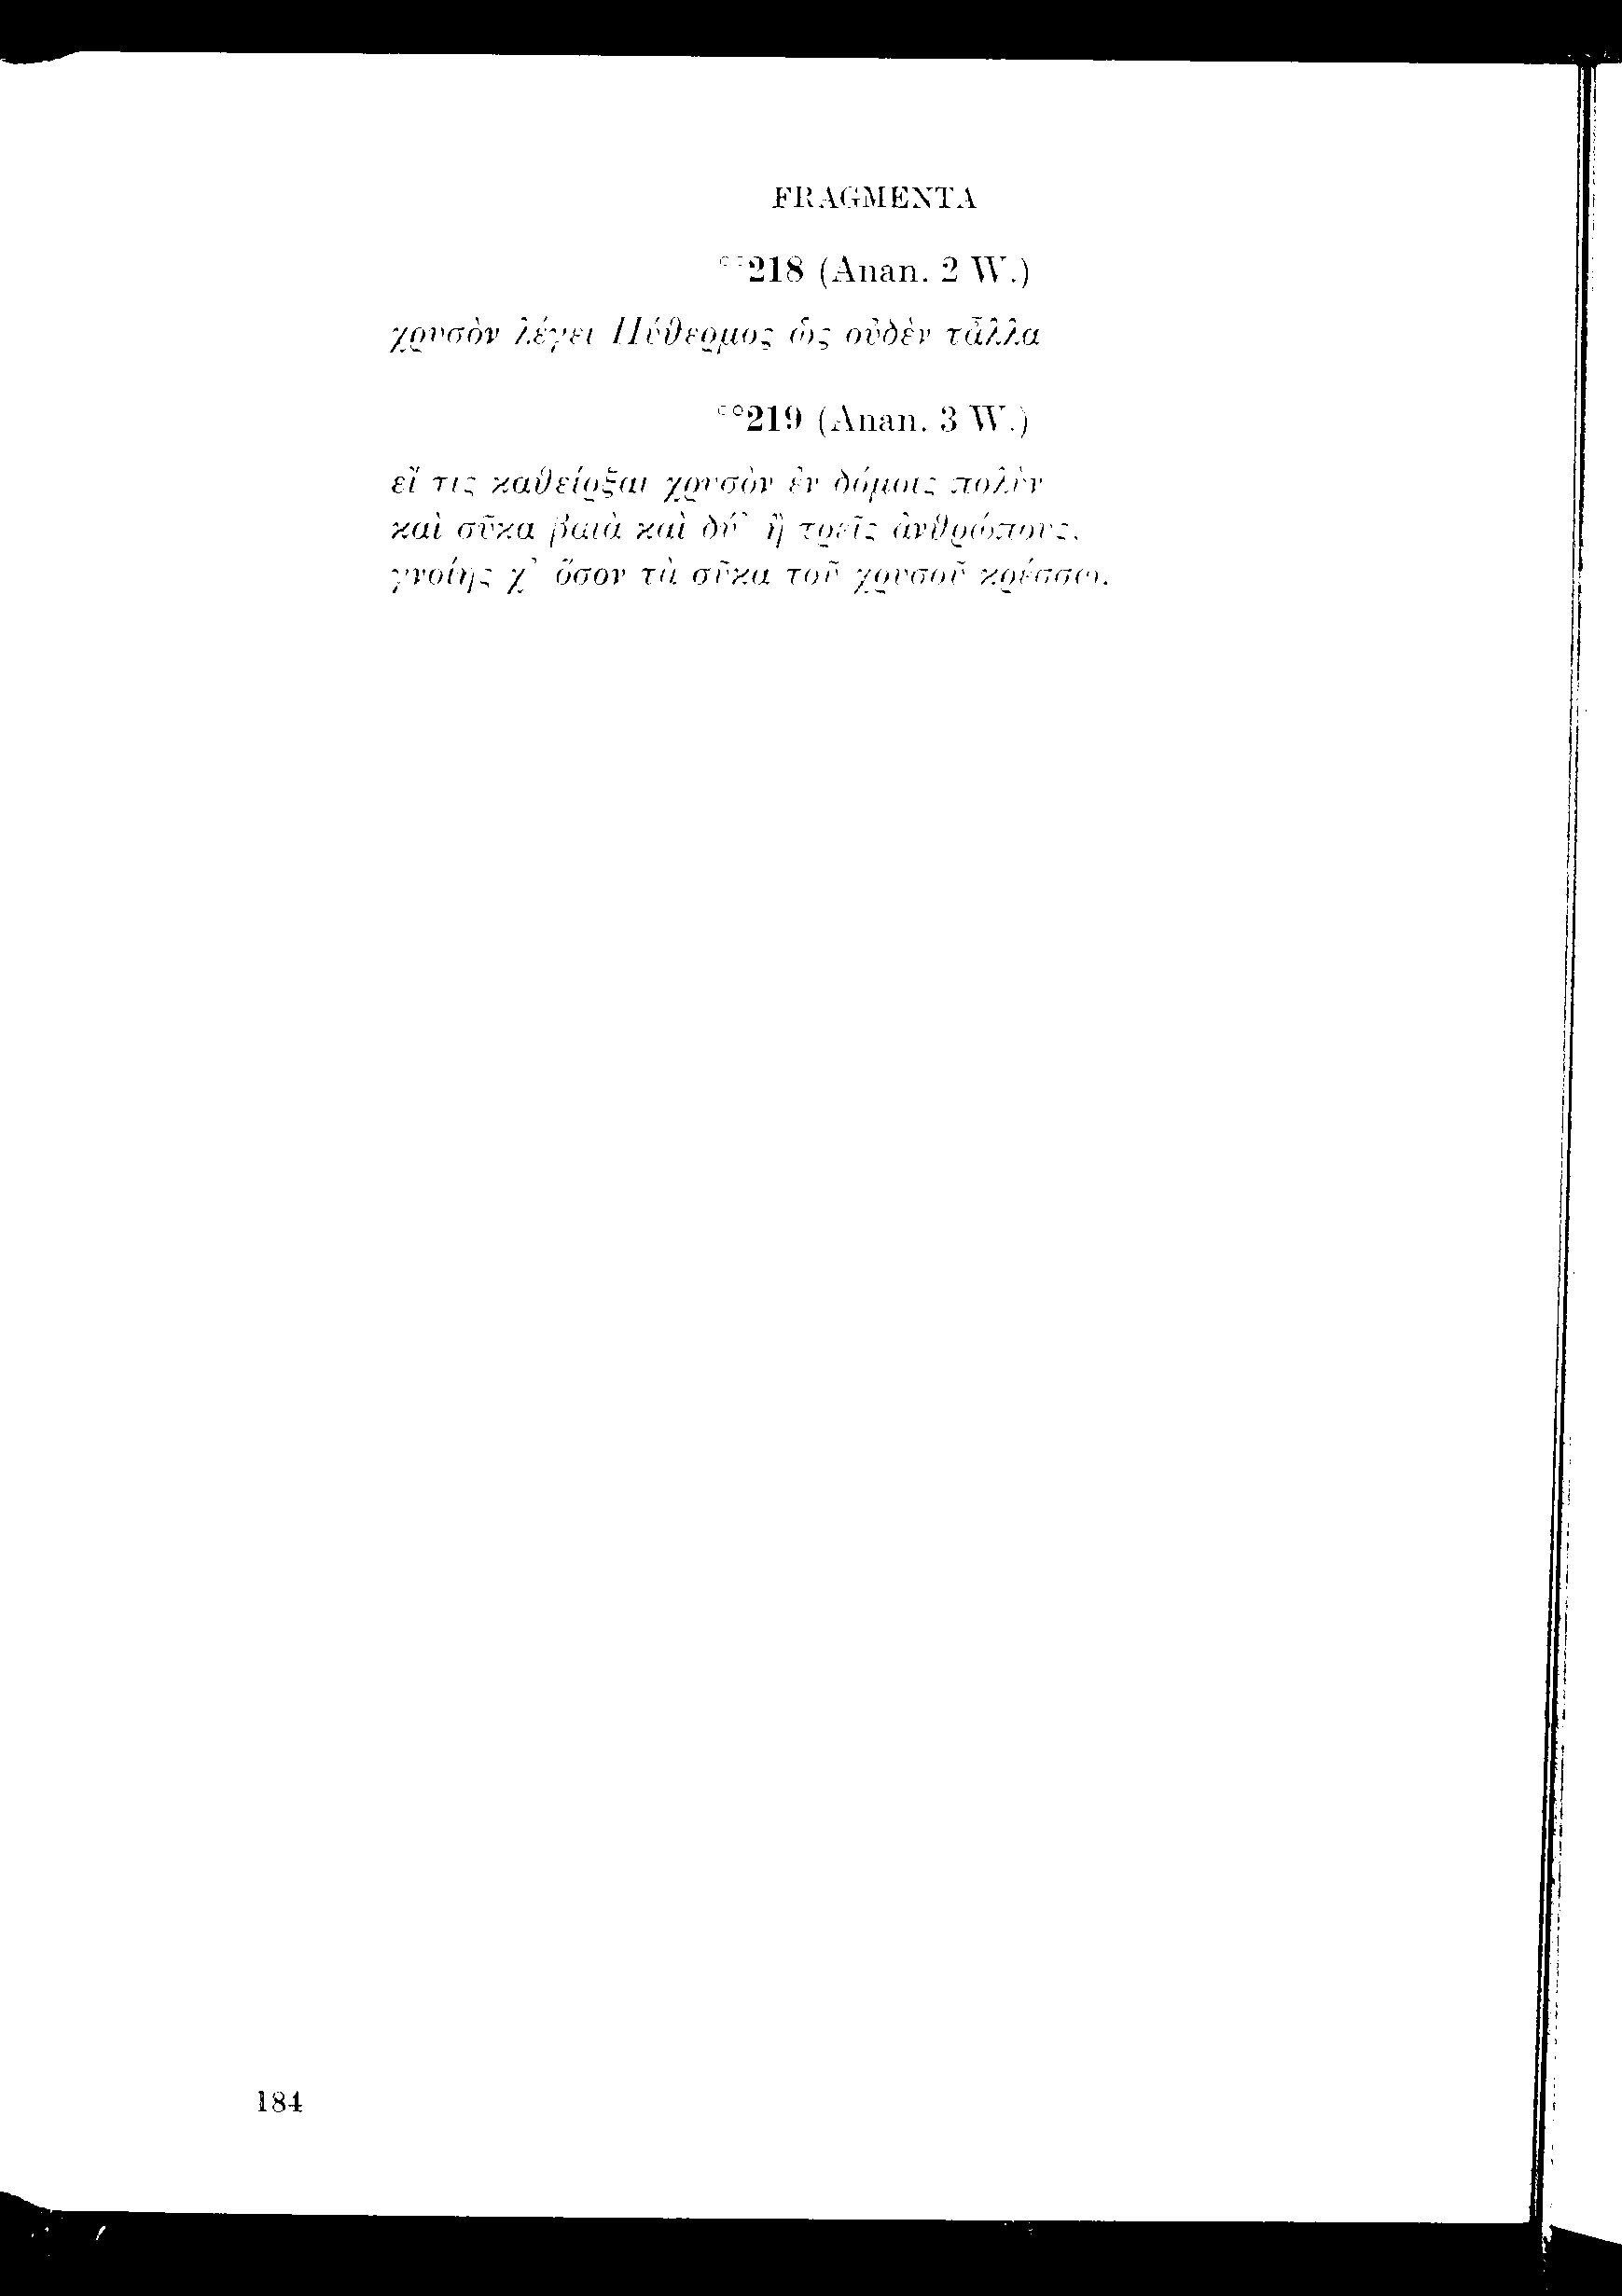 FRAGMENTA
°°218 (Anan. 2 W.)
χρυσὸν λέγει Πύθερμος ὡς οὐδὲν τἆλλα
°°219 (Anan. 3 W.)
εἴ τις καθείρξαι χρυσὸν ἐν δόμοις πολὺν
καὶ σῦκα βαιὰ καὶ δύ᾽ ἢ τρεῖς ἀνθρώπους,
γνοίης χ᾽ ὅσον τὰ σῦκα τοῦ χρυσοῦ κρέσσω.
184